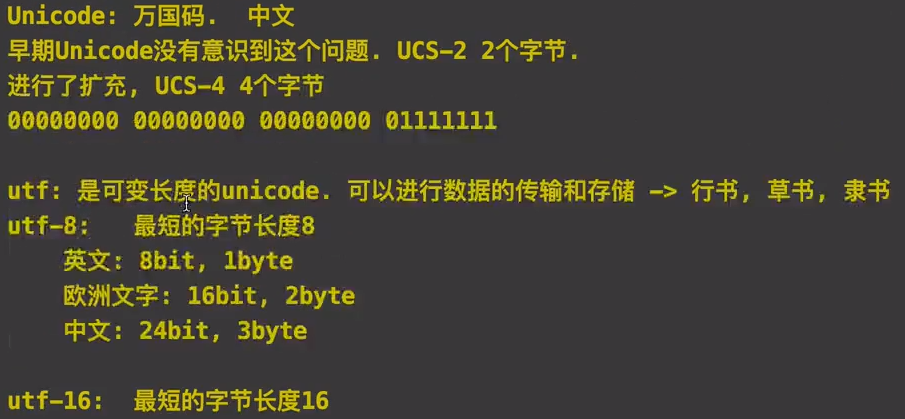 Unicode: 万国码. 中文
早期Unicode没有意识到这个问题. UCS-2 2个字节.
进行了扩充, UCS-4 4个字节
00000000 00000000 00000000 01111111
utf: 是可变长度的unicode. 可以进行数据的传输和存储 -> 行书, 草书, 隶书
utf-8: 最短的字节长度8
英文: 8bit, 1byte
欧洲文字: 16bit, 2byte
中文: 24bit, 3byte
utf-16: 最短的字节长度16